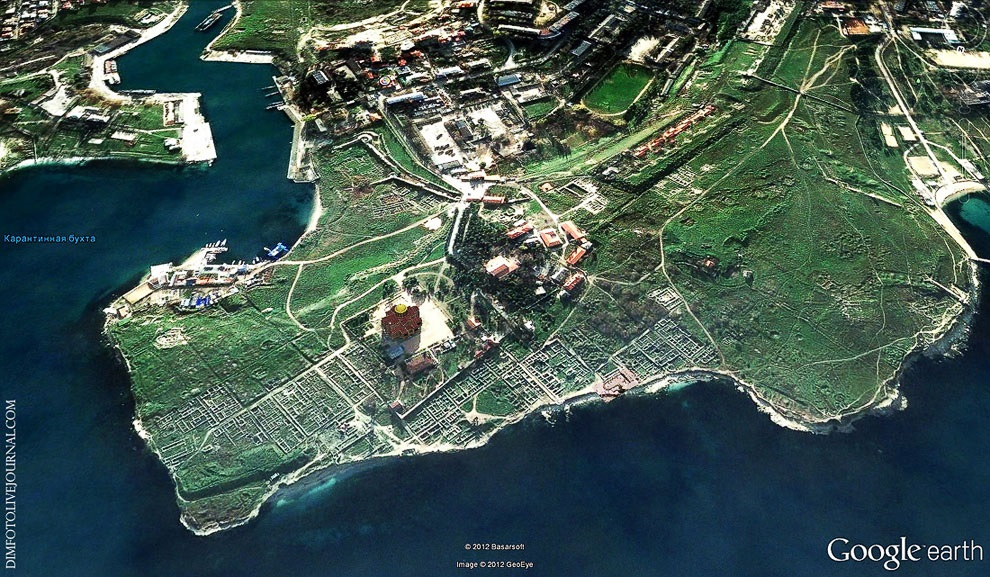 Карантинная бухта
DIMFOTO.LIVEJOURNAL.COM
© 2012 Basarsoft
Image © 2012 GeoEye
Google earth